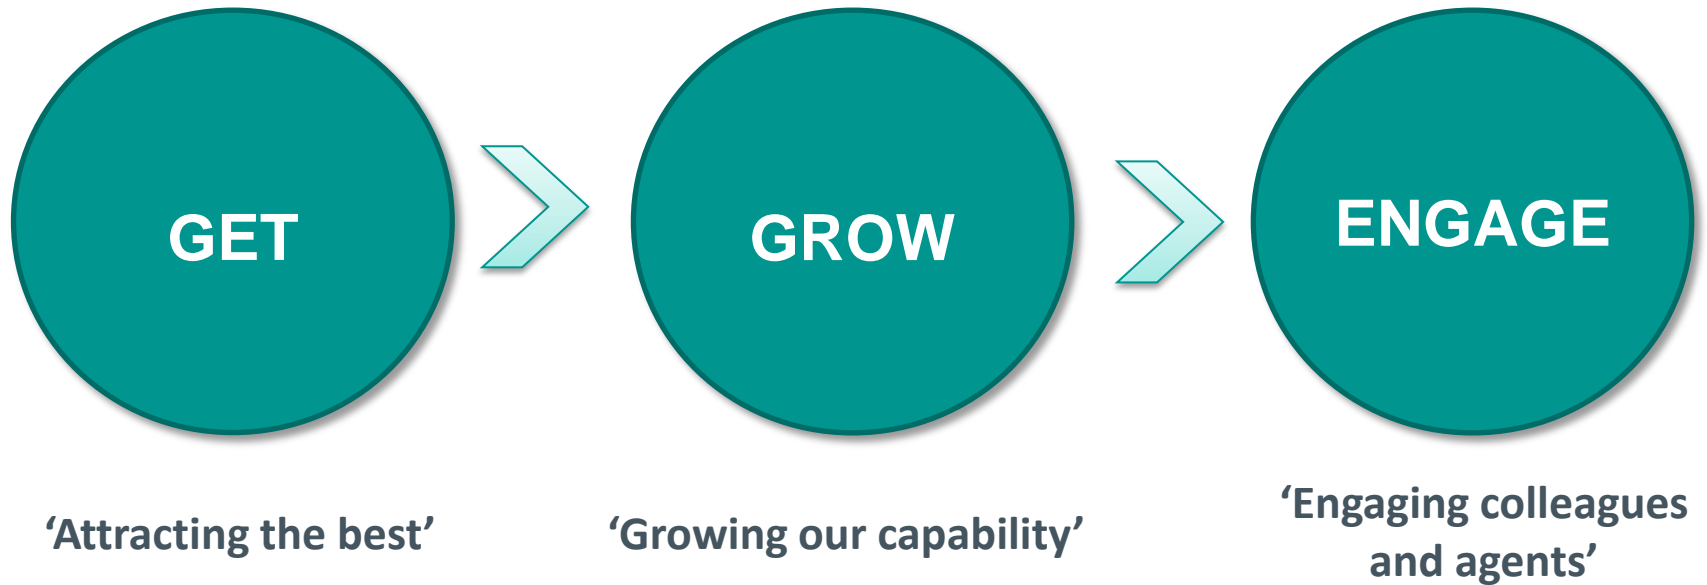 GET
GROW
ENGAGE
‘Attracting the best’
‘Growing our capability’
‘Engaging colleagues
and agents’